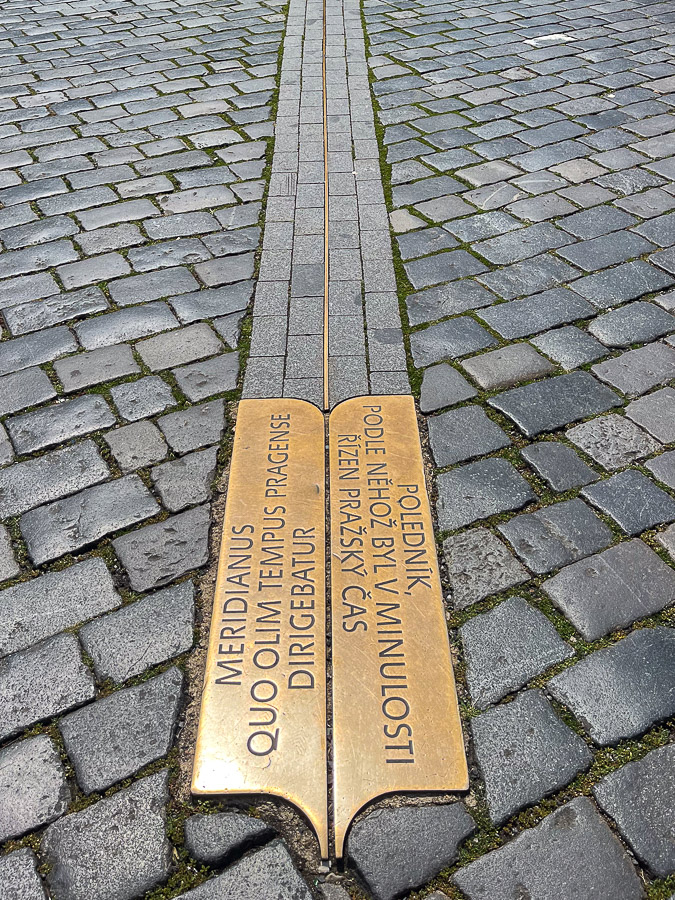 MERIDIANUS
QUO OLIM TEMPUS PRAGENSE
DIRIGEBATUR
POLEDNÍK,
PODLE NĚHOŽ BYL V MINULOSTI
ŘÍZEN PRAŽSKÝ ČAS